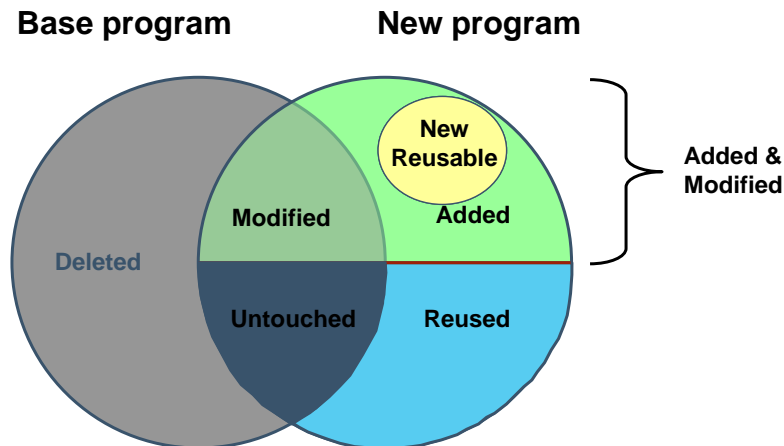 Base program
New program
New
Reusable
Added &
Modified
Modified
Added
Deleted
Untouched
Reused